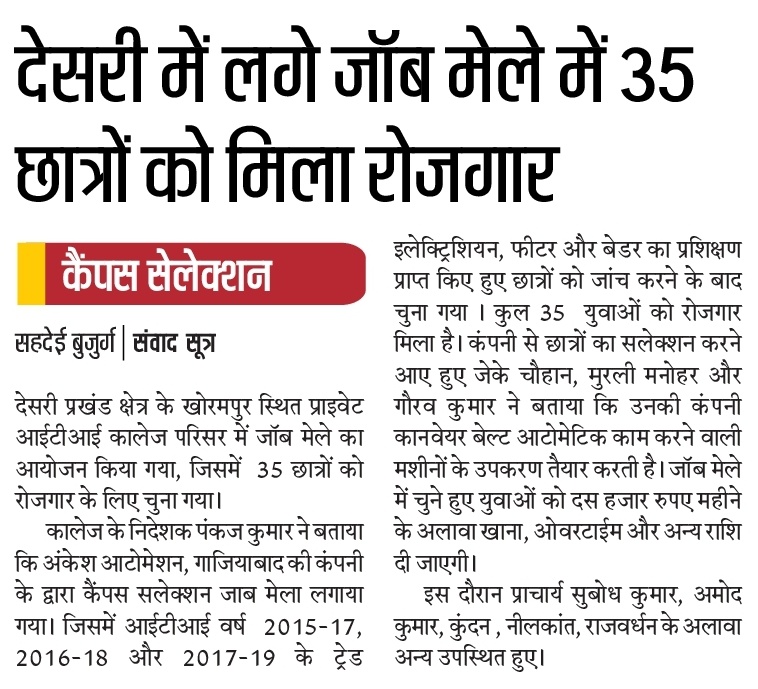 देसरी में लगे जॉब मेले में 35
छात्रों को मिला रोजगार
कैंपस सेलेक्शन
सहदेई बुजुर्ग | संवाद सूत्र
देसरी प्रखंड क्षेत्र के खोरमपुर स्थित प्राइवेट
आईटीआई कालेज परिसर में जॉब मेले का
आयोजन किया गया, जिसमें 35 छात्रों को
रोजगार के लिए चुना गया।
कालेज के निदेशक पंकज कुमार ने बताया
कि अंकेश आटोमेशन, गाजियाबाद की कंपनी
के द्वारा कैंपस सलेक्शन जाब मेला लगाया
गया। जिसमें आईटीआई वर्ष 2015-17,
2016-18 और 2017-19 के ट्रेड
इलेक्ट्रिशियन, फीटर और बेडर का प्रशिक्षण
प्राप्त किए हुए छात्रों को जांच करने के बाद
चुना गया । कुल 35 युवाओं को रोजगार
मिला है। कंपनी से छात्रों का सलेक्शन करने
आए हुए जेके चौहान, मुरली मनोहर और
गौरव कुमार ने बताया कि उनकी कंपनी
कानवेयर बेल्ट आटोमेटिक काम करने वाली
मशीनों के उपकरण तैयार करती है। जॉब मेले
में चुने हुए युवाओं को दस हजार रुपए महीने
के अलावा खाना, ओवरटाईम और अन्य राशि
दी जाएगी।
इस दौरान प्राचार्य सुबोध कुमार, अमोद
कुमार, कुंदन , नीलकांत, राजवर्धन के अलावा
अन्य उपस्थित हुए।